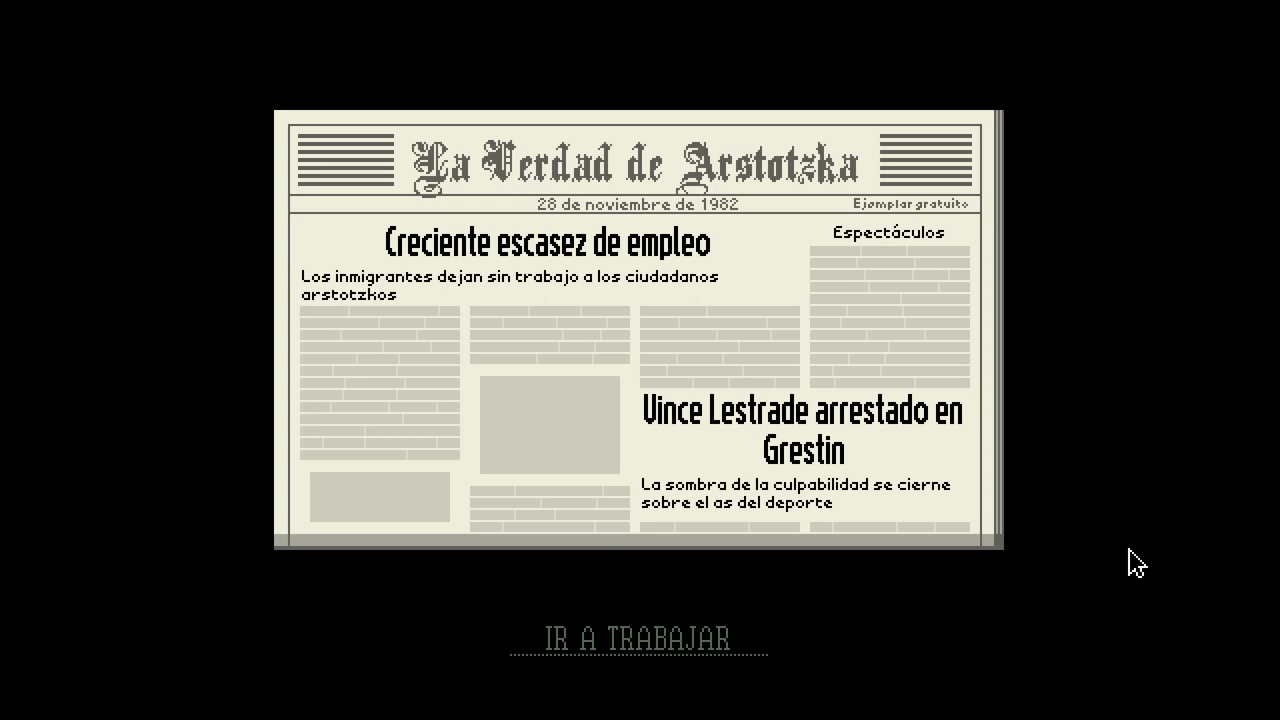 La Verdad de Arstotzka
28 de noviembre de 1982
Ejemplar gratuito
Creciente escasez de empleo
Los inmigrantes dejan sin trabajo a los ciudadanos
arstotzkos
Espectáculos
Vince Lestrade arrestado en
Grestin
La sombra de la culpabilidad se cierne
sobre el as del deporte
IR A TRABAJAR